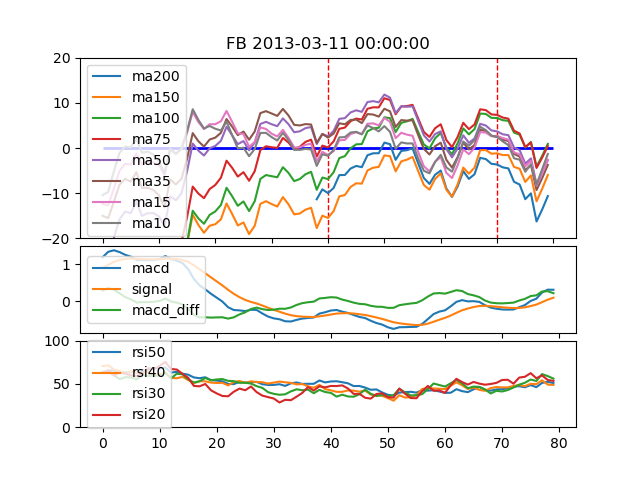 FB 2013-03-11 00:00:00
20
10
0
−10
−20
ma200
ma150
ma100
ma75
ma50
ma35
ma15
ma10
1
0
macd
signal
macd_diff
100
50
0
rsi50
rsi40
rsi30
rsi20
0 10 20 30 40 50 60 70 80